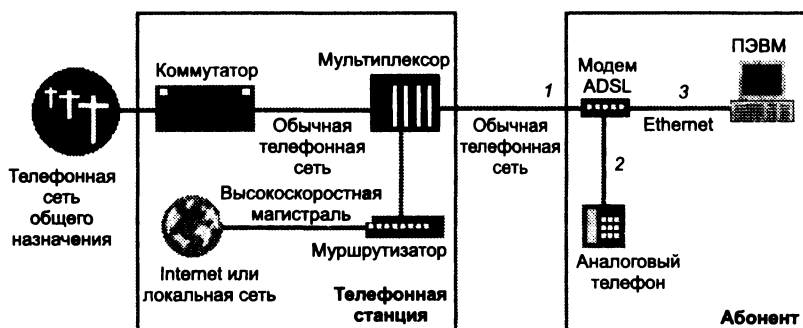 Коммутатор
Мультиплексор
Модем
ADSL
ПЭВМ
1
3
Обычная
телефонная
сеть
Обычная
телефонная
сеть
Ethernet
2
Телефонная
сеть
общего
назначения
Высокоскоростная
магистраль
Муршрутизатор
Internet или
локальная сеть
Телефонная
станция
Аналоговый
телефон
Абонент